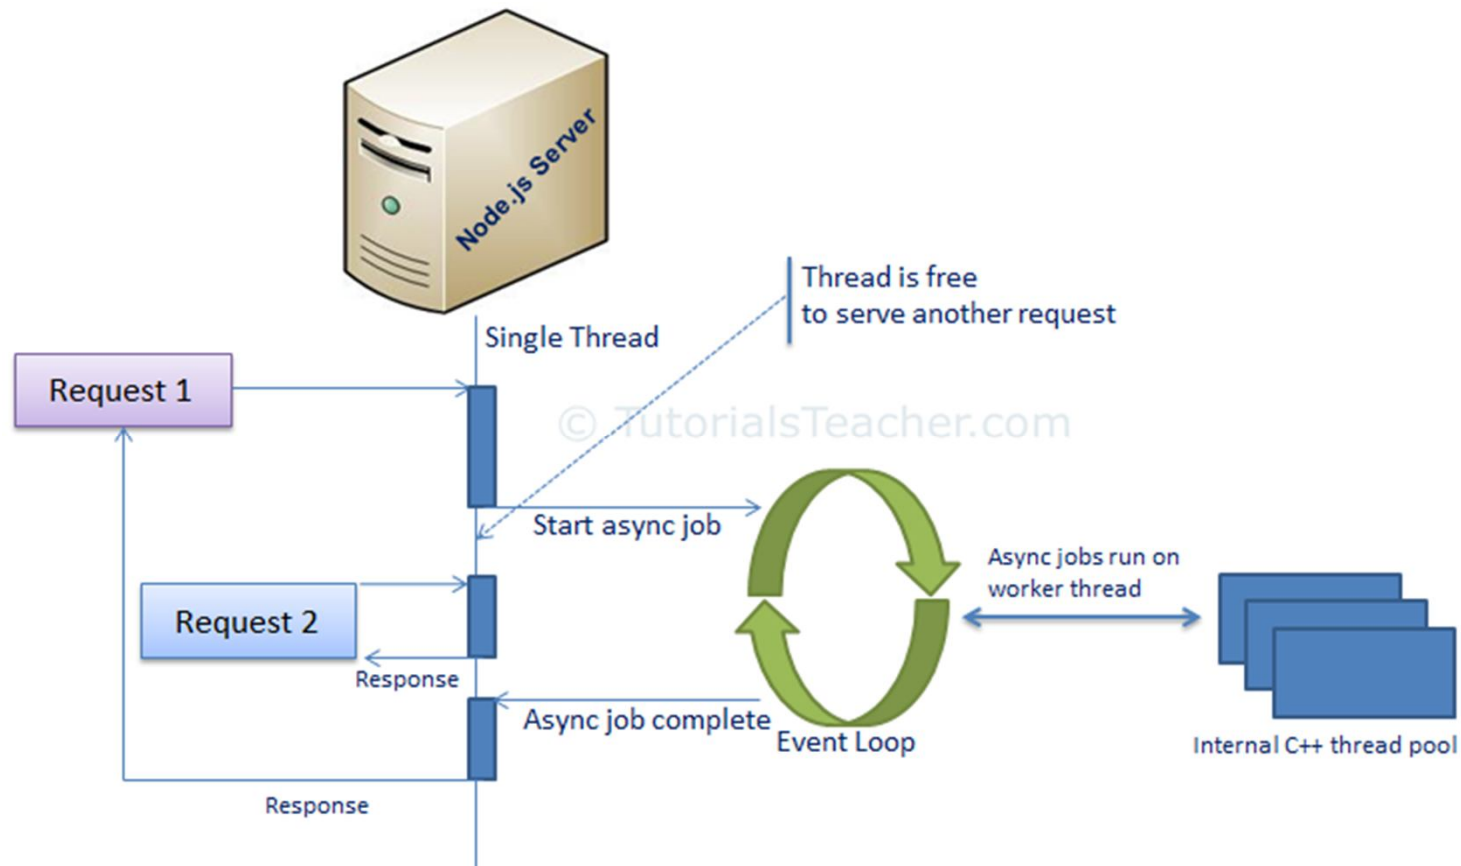 Node.js Server
Thread is free
to serve another request
Single Thread
Request 1
© TutorialsTeacher.com
Start async job
Async jobs run on
worker thread
Request 2
Response
Async job complete
Event Loop
Internal C++ thread pool
Response